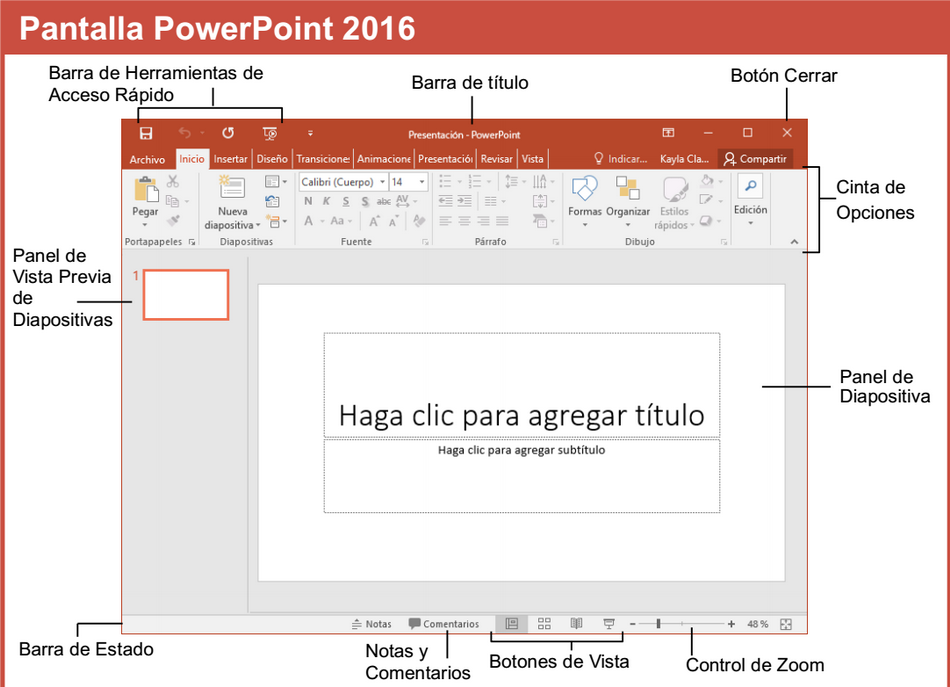 Pantalla PowerPoint 2016
Barra de Herramientas de
Acceso Rápido
Barra de título
Botón Cerrar
Presentación - PowerPoint
Archivo Inicio Insertar Diseño Transicione: Animacione Presentació Revisar Vista Indicar... Kayla Cla... Compartir
Calibri (Cuerpo) 14
Pegar Nueva
diapositiva
N K S S abc AV
A Aa A A
Formas Organizar Estilos
rápidos
Edición
Portapapeles Diapositivas Fuente Párrafo Dibujo
Cinta de
Opciones
Panel de
Vista Previa
de
Diapositivas
1
Haga clic para agregar título
Haga clic para agregar subtítulo
Panel de
Diapositiva
Notas Comentarios 48 %
Barra de Estado
Notas y
Comentarios
Botones de Vista
Control de Zoom